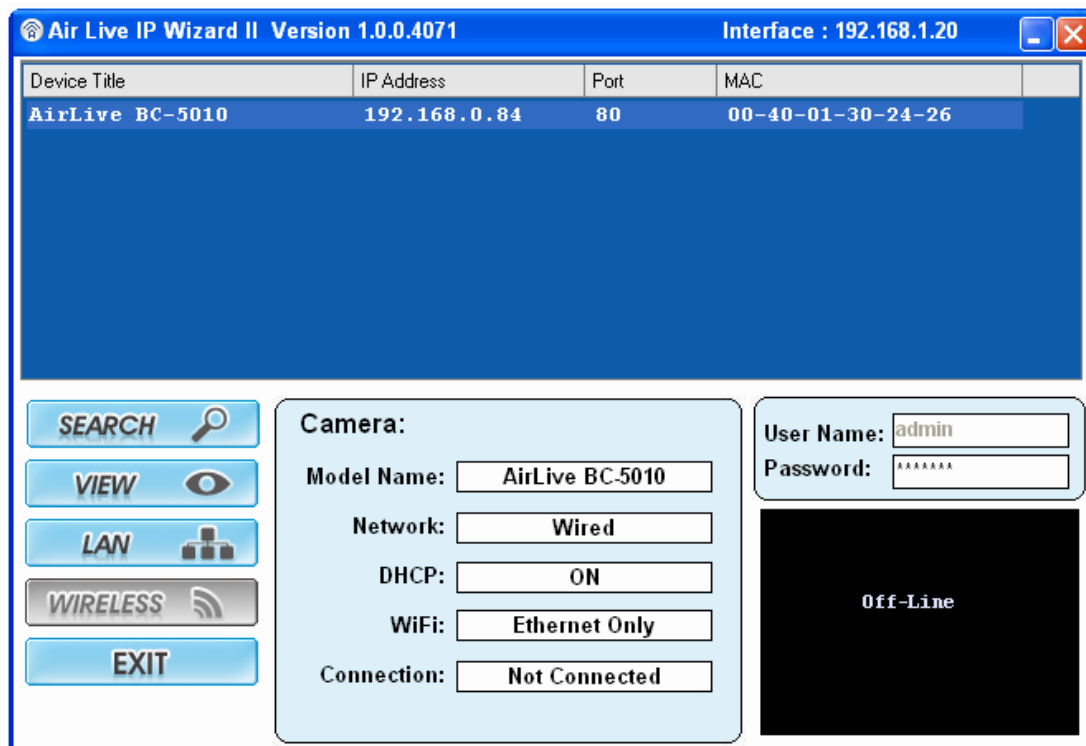 Air Live IP Wizard II Version 1.0.0.4071 Interface : 192.168.1.20
Device Title IP Address Port MAC
AirLive BC-5010 192.168.0.84 80 00-40-01-30-24-26
SEARCH
VIEW
LAN
WIRELESS
EXIT
Camera:
Model Name: AirLive BC-5010
Network: Wired
DHCP: ON
WiFi: Ethernet Only
Connection: Not Connected
User Name: admin
Password: *******
Off-Line